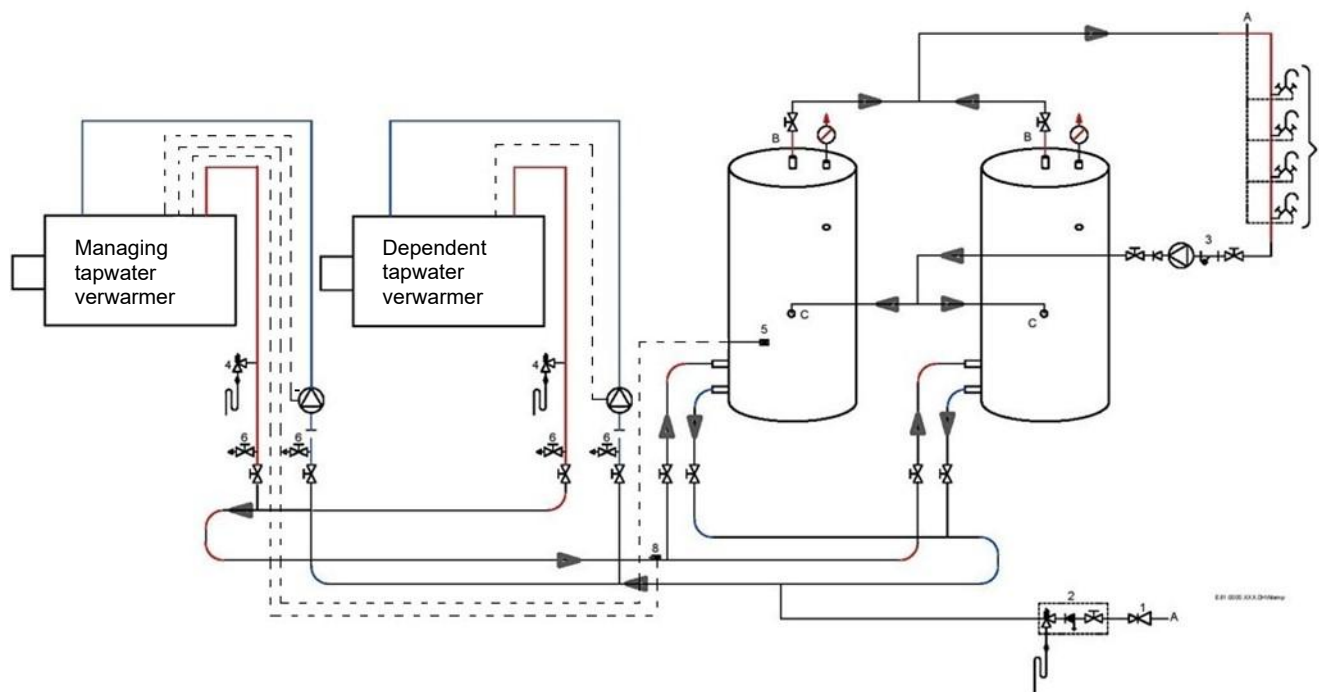 A
B
B
Managing
tapwater
verwarmer
Dependent
tapwater
verwarmer
3
5
C
C
4
4
6
6
6
6
8
2
1
A